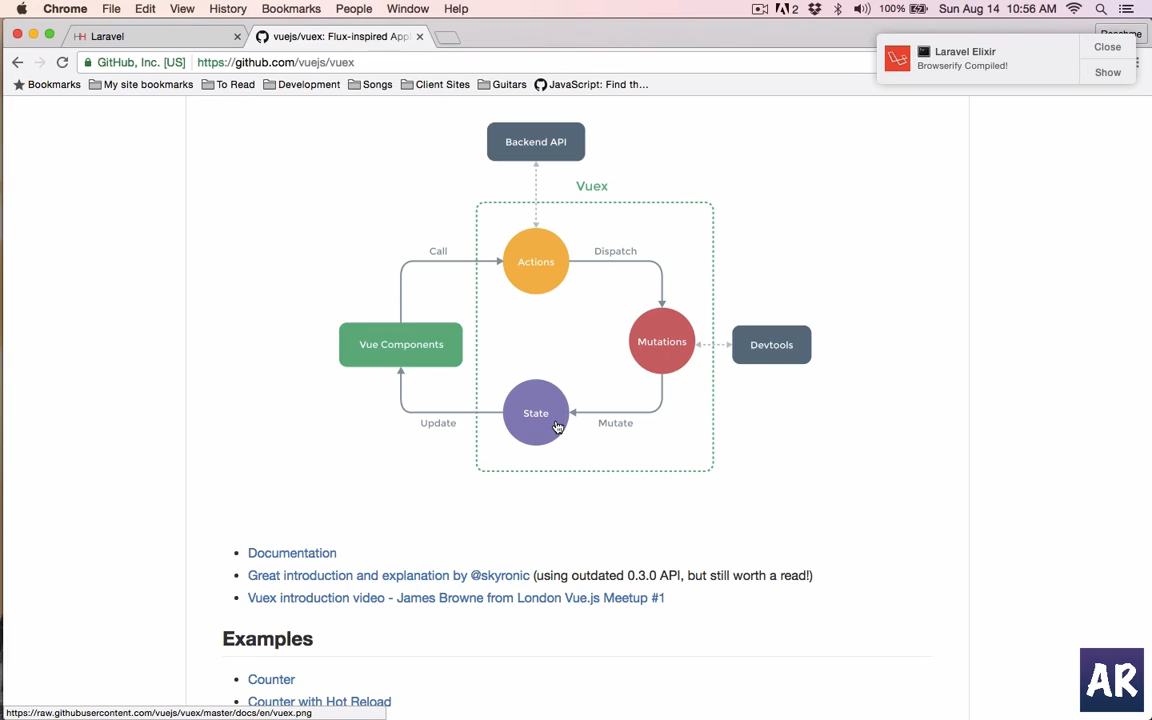 Chrome File Edit View History Bookmarks People Window Help 2 100% Sun Aug 14 10:56 AM
Laravel
vuejs/vuex: Flux-inspired App
GitHub, Inc. [US] https://github.com/vuejs/vuex
Laravel Elixir
Browserify Compiled!
Close
Show
Bookmarks My site bookmarks To Read Development Songs Client Sites Guitars JavaScript: Find th...
Backend API
Vuex
Call
Actions
Dispatch
Vue Components
Mutations
Devtools
State
Update
Mutate
• Documentation
• Great introduction and explanation by @skyronic (using outdated 0.3.0 API, but still worth a read!)
• Vuex introduction video - James Browne from London Vue.js Meetup #1
Examples
• Counter
• Counter with Hot Reload
https://raw.githubusercontent.com/vuejs/vuex/master/docs/en/vuex.png
AR